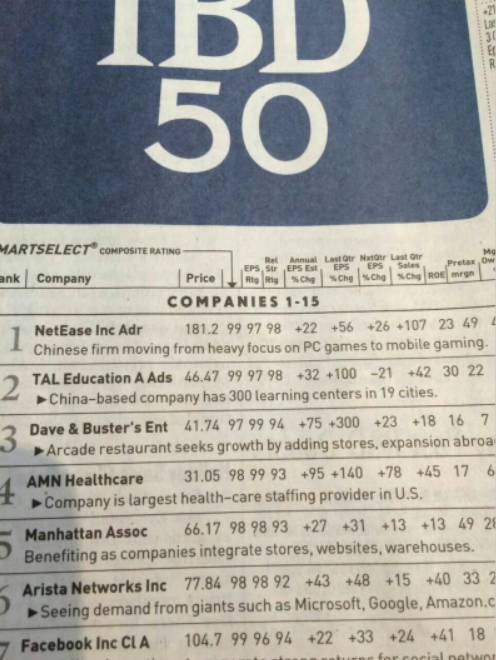 IBD
50
MARTSELECT® COMPOSITE RATING
ank Company Price EPS Rtg Rel Str Rtg Annual EPS Est % Chg Last Qtr EPS % Chg NxtQtr EPS % Chg Last Qtr Sales % Chg ROE Pretax mrgn Mg Ow
COMPANIES 1-15
1 NetEase Inc Adr 181.2 99 97 98 +22 +56 +26 +107 23 49 4
Chinese firm moving from heavy focus on PC games to mobile gaming.
2 TAL Education A Ads 46.47 99 97 98 +32 +100 -21 +42 30 22
▶China-based company has 300 learning centers in 19 cities.
3 Dave & Buster's Ent 41.74 97 99 94 +75 +300 +23 +18 16 7
▶Arcade restaurant seeks growth by adding stores, expansion abroa
4 AMN Healthcare 31.05 98 99 93 +95 +140 +78 +45 17 6
▶Company is largest health-care staffing provider in U.S.
5 Manhattan Assoc 66.17 98 98 93 +27 +31 +13 +13 49 28
Benefiting as companies integrate stores, websites, warehouses.
6 Arista Networks Inc 77.84 98 98 92 +43 +48 +15 +40 33 2
▶Seeing demand from giants such as Microsoft, Google, Amazon.c
7 Facebook Inc Cl A 104.7 99 96 94 +22 +33 +24 +41 18